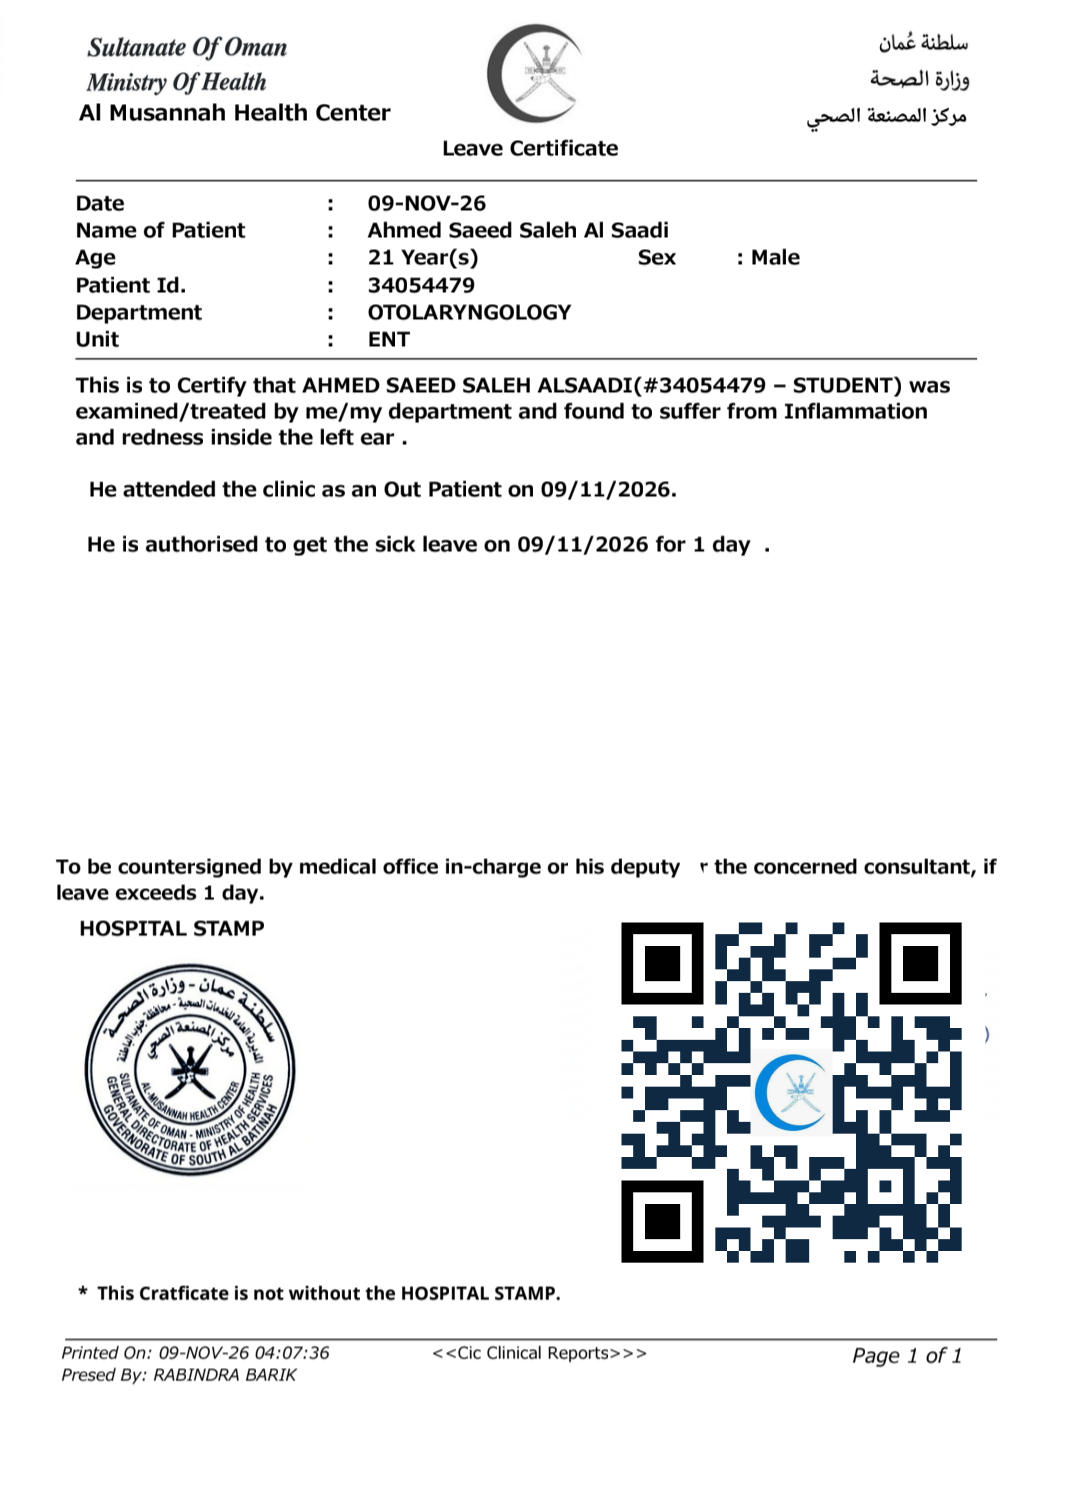 Sultanate Of Oman
Ministry Of Health
Al Musannah Health Center
سلطنة عُمان
وزارة الصحة
مركز المصنعة الصحي
Leave Certificate
Date : 09-NOV-26
Name of Patient : Ahmed Saeed Saleh Al Saadi
Age : 21 Year(s) Sex : Male
Patient Id. : 34054479
Department : OTOLARYNGOLOGY
Unit : ENT
This is to Certify that AHMED SAEED SALEH ALSAADI(#34054479 – STUDENT) was
examined/treated by me/my department and found to suffer from Inflammation
and redness inside the left ear .
He attended the clinic as an Out Patient on 09/11/2026.
He is authorised to get the sick leave on 09/11/2026 for 1 day .
To be countersigned by medical office in-charge or his deputy r the concerned consultant, if
leave exceeds 1 day.
HOSPITAL STAMP
سلطنة عمان - وزارة الصحة
المديرية العامة للخدمات الصحية - محافظة جنوب الباطنة
مركز المصنعة الصحي
AL-MUSANNAH HEALTH CENTER
SULTANATE OF OMAN - MINISTRY OF HEALTH
GENERAL DIRECTORATE OF HEALTH SERVICES
GOVERNORATE OF SOUTH AL BATINAH
* This Cratficate is not without the HOSPITAL STAMP.
Printed On: 09-NOV-26 04:07:36
<<Cic Clinical Reports>>>
Page 1 of 1
Presed By: RABINDRA BARIK